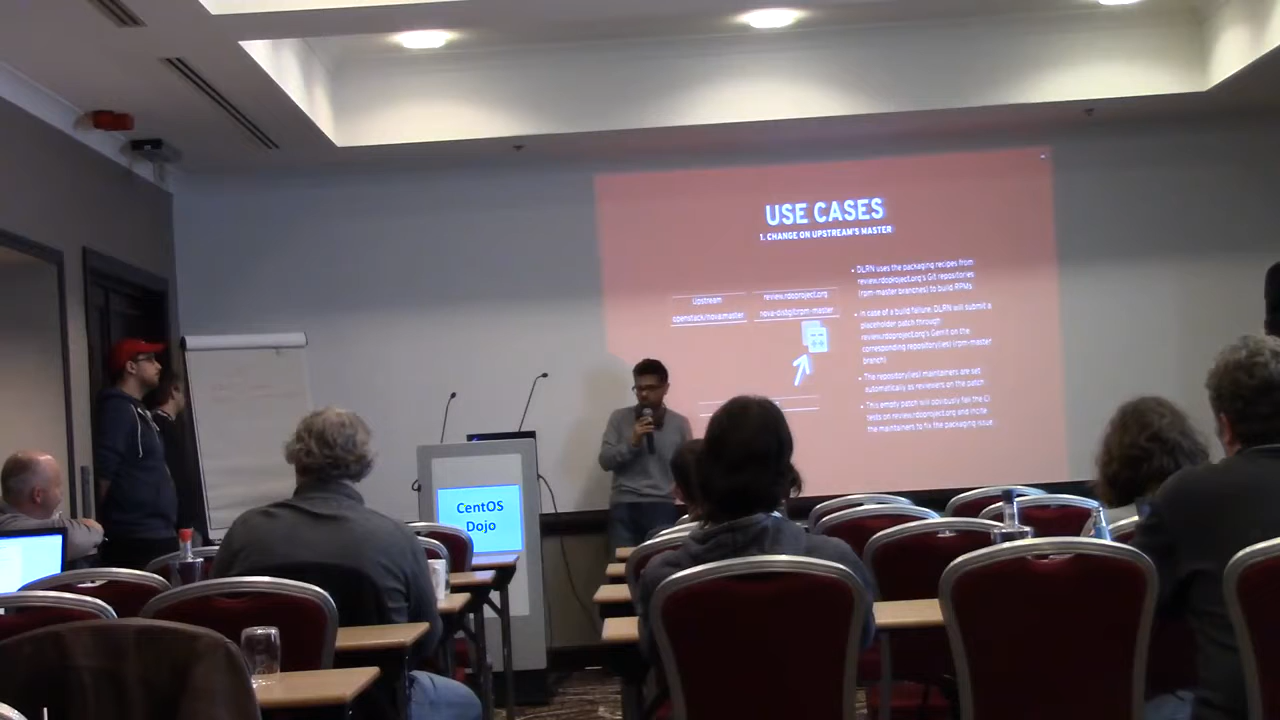 USE CASES
1. CHANGE ON UPSTREAM'S MASTER
Upstream
openstack/nova:master
review.rdoproject.org
nova-distgit:rpm-master
• DLRN uses the packaging recipes from
review.rdoproject.org's Git repositories
(rpm-master branches) to build RPMs
• In case of a build failure, DLRN will submit a
placeholder patch through
review.rdoproject.org's Gerrit on the
corresponding repository(ies) (rpm-master
branch)
• The repository(ies) maintainers are set
automatically as reviewers on the patch
• This empty patch will obviously fail the CI
tests on review.rdoproject.org and incite
the maintainers to fix the packaging issue
CentOS
Dojo